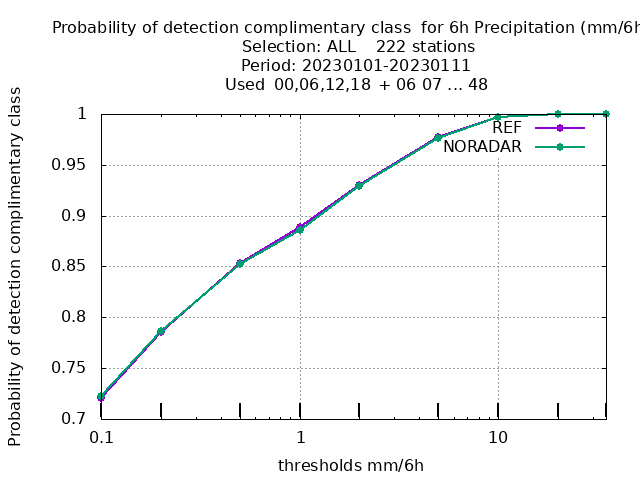 Probability of detection complimentary class for 6h Precipitation (mm/6h
Selection: ALL 222 stations
Period: 20230101-20230111
Used 00,06,12,18 + 06 07 ... 48
Probability of detection complimentary class
1
0.95
0.9
0.85
0.8
0.75
0.7
REF
NORADAR
0.1
1
10
thresholds mm/6h